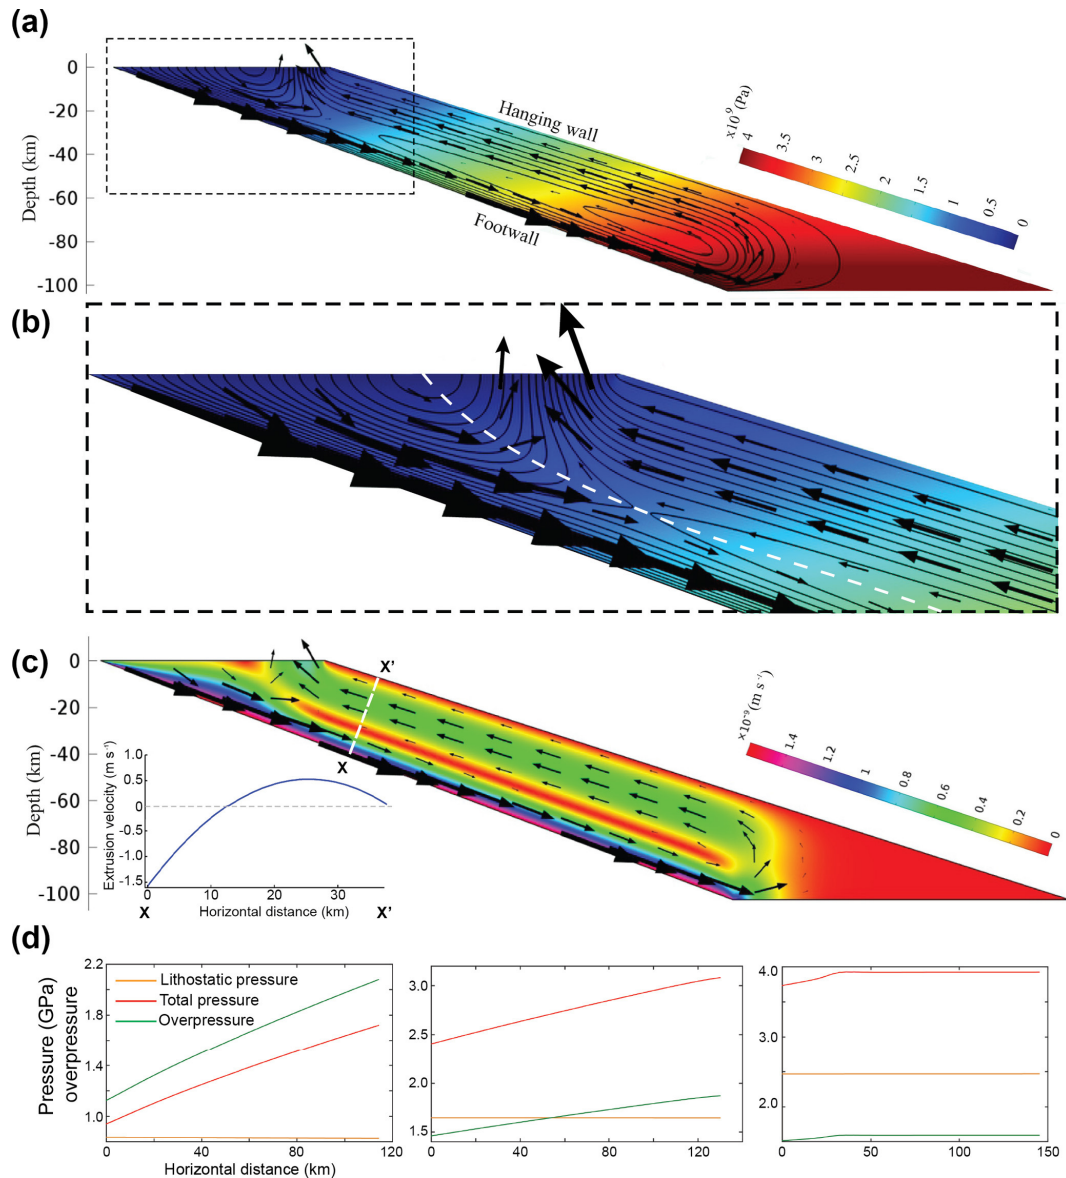 (a)
0
-20
-40
-60
-80
-100
Depth (km)
Hanging wall
Footwall
×10⁹ (Pa)
4
3.5
3
2.5
2
1.5
1
0.5
0
(b)
(c)
0
-20
-40
-60
-80
-100
Depth (km)
X'
X
×10⁻⁹ (m s⁻¹)
1.4
1.2
1
0.8
0.6
0.4
0.2
0
Extrusion velocity (m s⁻¹)
1.0
0.5
0
-0.5
-1.0
-1.5
0
10
20
30
X
Horizontal distance (km)
X'
(d)
Pressure (GPa)
overpressure
2.2
1.8
1.4
1.0
Lithostatic pressure
Total pressure
Overpressure
0
40
80
120
Horizontal distance (km)
3.0
2.5
2.0
1.5
0
40
80
120
4.0
3.0
2.0
0
50
100
150